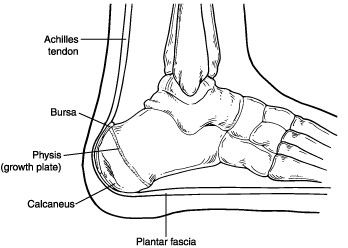 Achilles
tendon
Bursa
Physis
(growth plate)
Calcaneus
Plantar fascia